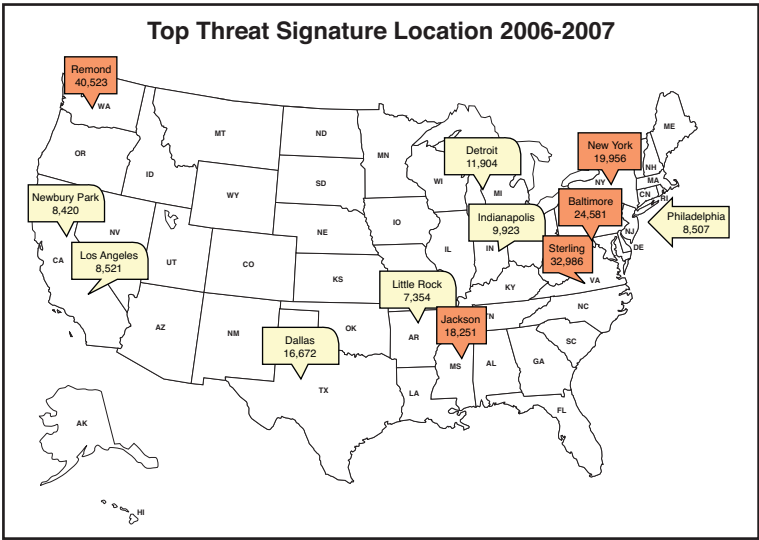 Top Threat Signature Location 2006-2007
Remond
40,523
WA
MT
ND
MN
ME
OR
ID
WY
SD
WI
Detroit
11,904
MI
New York
19,956
NY
NH
MA
CN
RI
Newbury Park
8,420
NV
CA
Los Angeles
8,521
UT
CO
NE
IO
IL
Indianapolis
9,923
IN
Baltimore
24,581
NJ
DE
Philadelphia
8,507
Sterling
32,986
VA
KS
KY
NC
Little Rock
7,354
TN
AZ
NM
OK
AR
Jackson
18,251
SC
Dallas
16,672
TX
MS
AL
GA
LA
FL
AK
HI